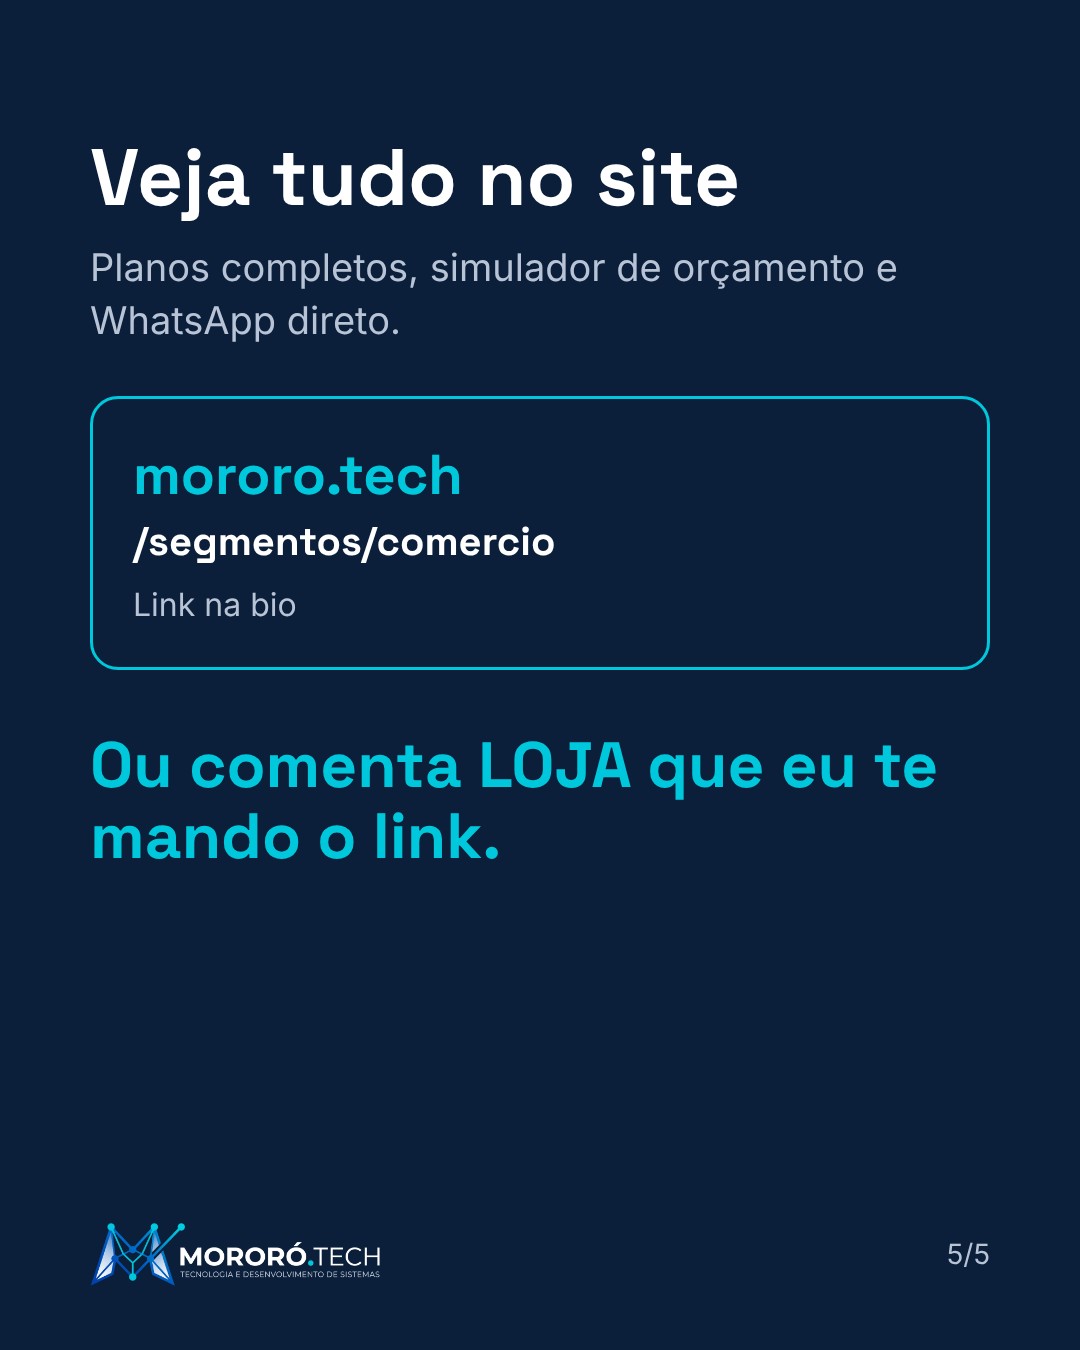 Veja tudo no site
Planos completos, simulador de orçamento e
WhatsApp direto.
mororo.tech
/segmentos/comercio
Link na bio
Ou comenta LOJA que eu te
mando o link.
MORORÓ.TECH
TECNOLOGIA E DESENVOLVIMENTO DE SISTEMAS
5/5